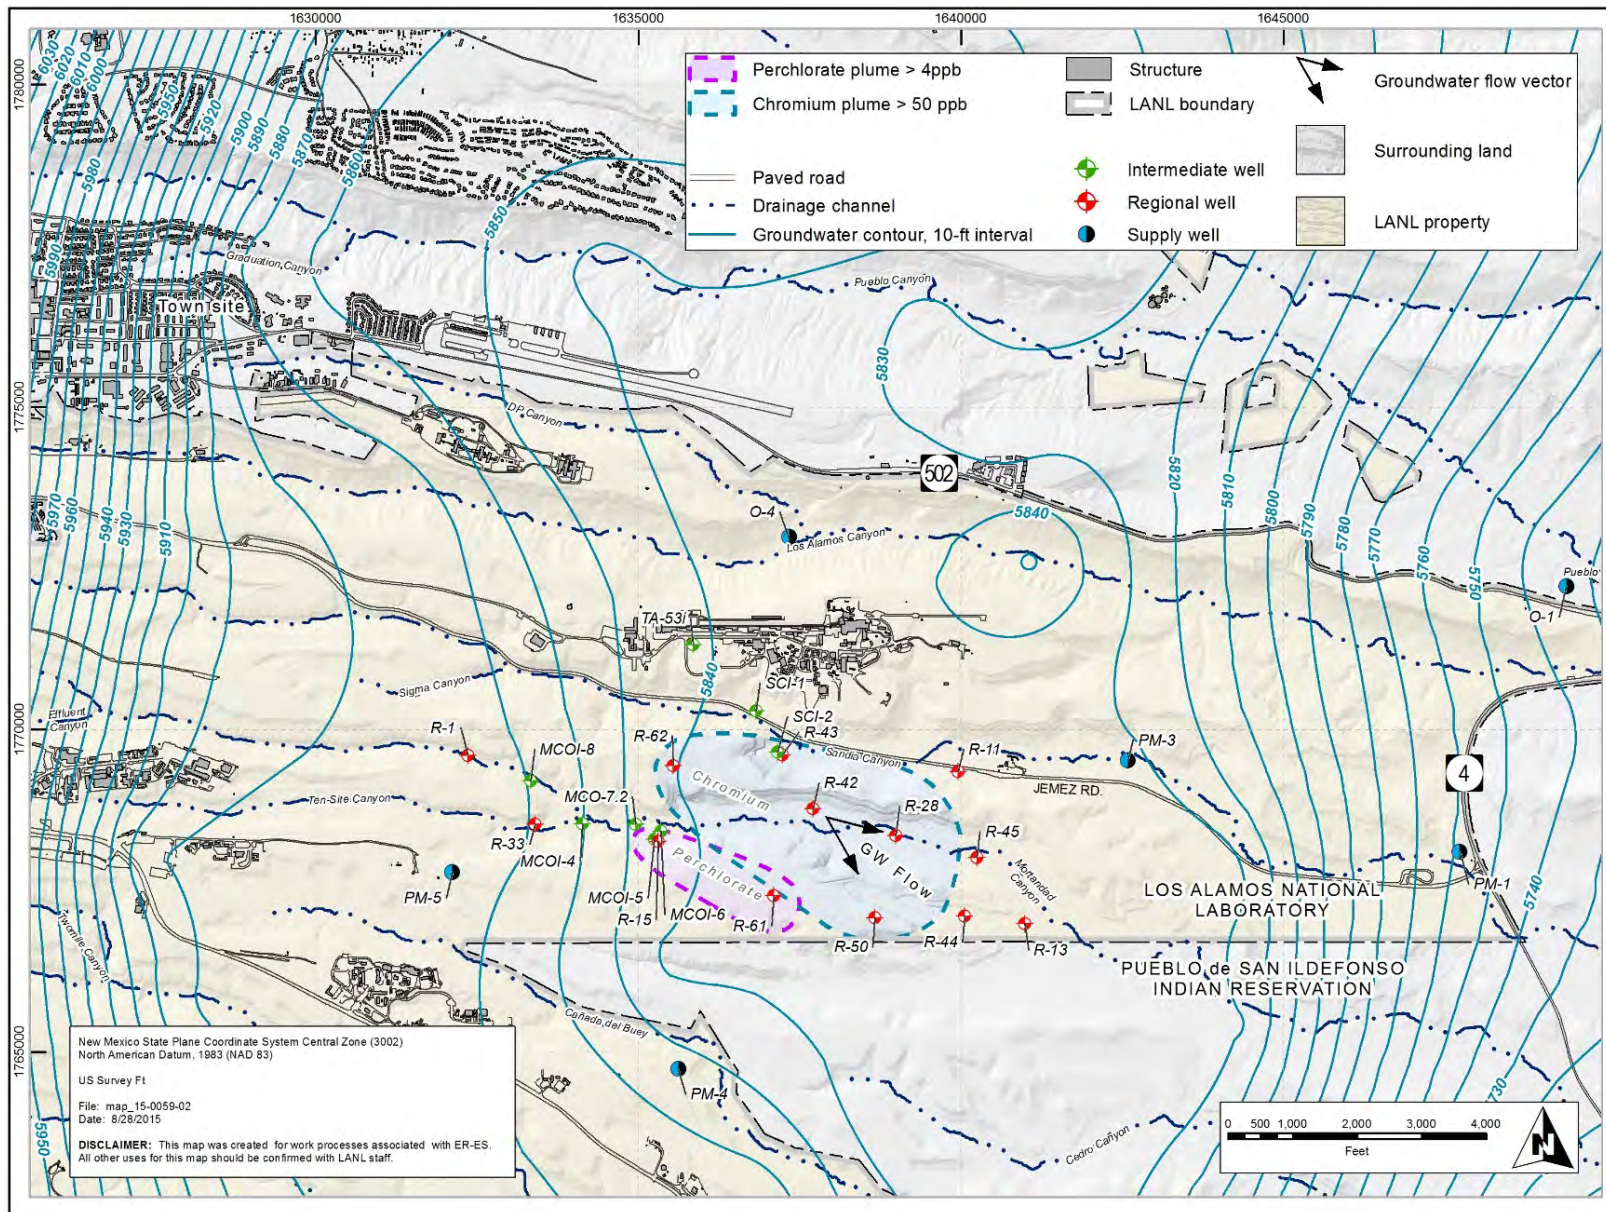 1630000
1635000
1640000
1645000
1780000
1775000
1770000
1765000
Perchlorate plume > 4ppb
Chromium plume > 50 ppb
Paved road
Drainage channel
Groundwater contour, 10-ft interval
Structure
LANL boundary
Intermediate well
Regional well
Supply well
Groundwater flow vector
Surrounding land
LANL property
6030
6020
6010
6000
5950
5920
5900
5890
5880
5870
5860
5850
5980
5990
Graduation Canyon
Town site
Pueblo Canyon
5830
DP Canyon
502
5840
5820
5810
5800
5790
5780
5770
5760
5750
5970
5960
5940
5930
5910
O-4
Los Alamos Canyon
Pueblo
O-1
TA-53i
5840
SCI-1
Sigma Canyon
Effluent
Canyon
R-1
MCOI-8
R-62
SCI-2
R-43
Sandia Canyon
R-11
PM-3
4
JEMEZ RD.
Chromium
R-42
R-28
Ten-Site Canyon
MCO-7.2
R-33
MCOI-4
R-45
GW Flow
Perchlorate
Mortandad
Canyon
PM-5
MCOI-5
R-15
MCOI-6
R-61
R-50
R-44
R-13
LOS ALAMOS NATIONAL
LABORATORY
PM-1
5740
Twomile Canyon
PUEBLO de SAN ILDEFONSO
INDIAN RESERVATION
Cañada del Buey
PM-4
Cedro Canyon
5730
5950
New Mexico State Plane Coordinate System Central Zone (3002)
North American Datum, 1983 (NAD 83)
US Survey Ft
File: map_15-0059-02
Date: 8/28/2015
DISCLAIMER: This map was created for work processes associated with ER-ES.
All other uses for this map should be confirmed with LANL staff.
0 500 1,000 2,000 3,000 4,000
Feet
N